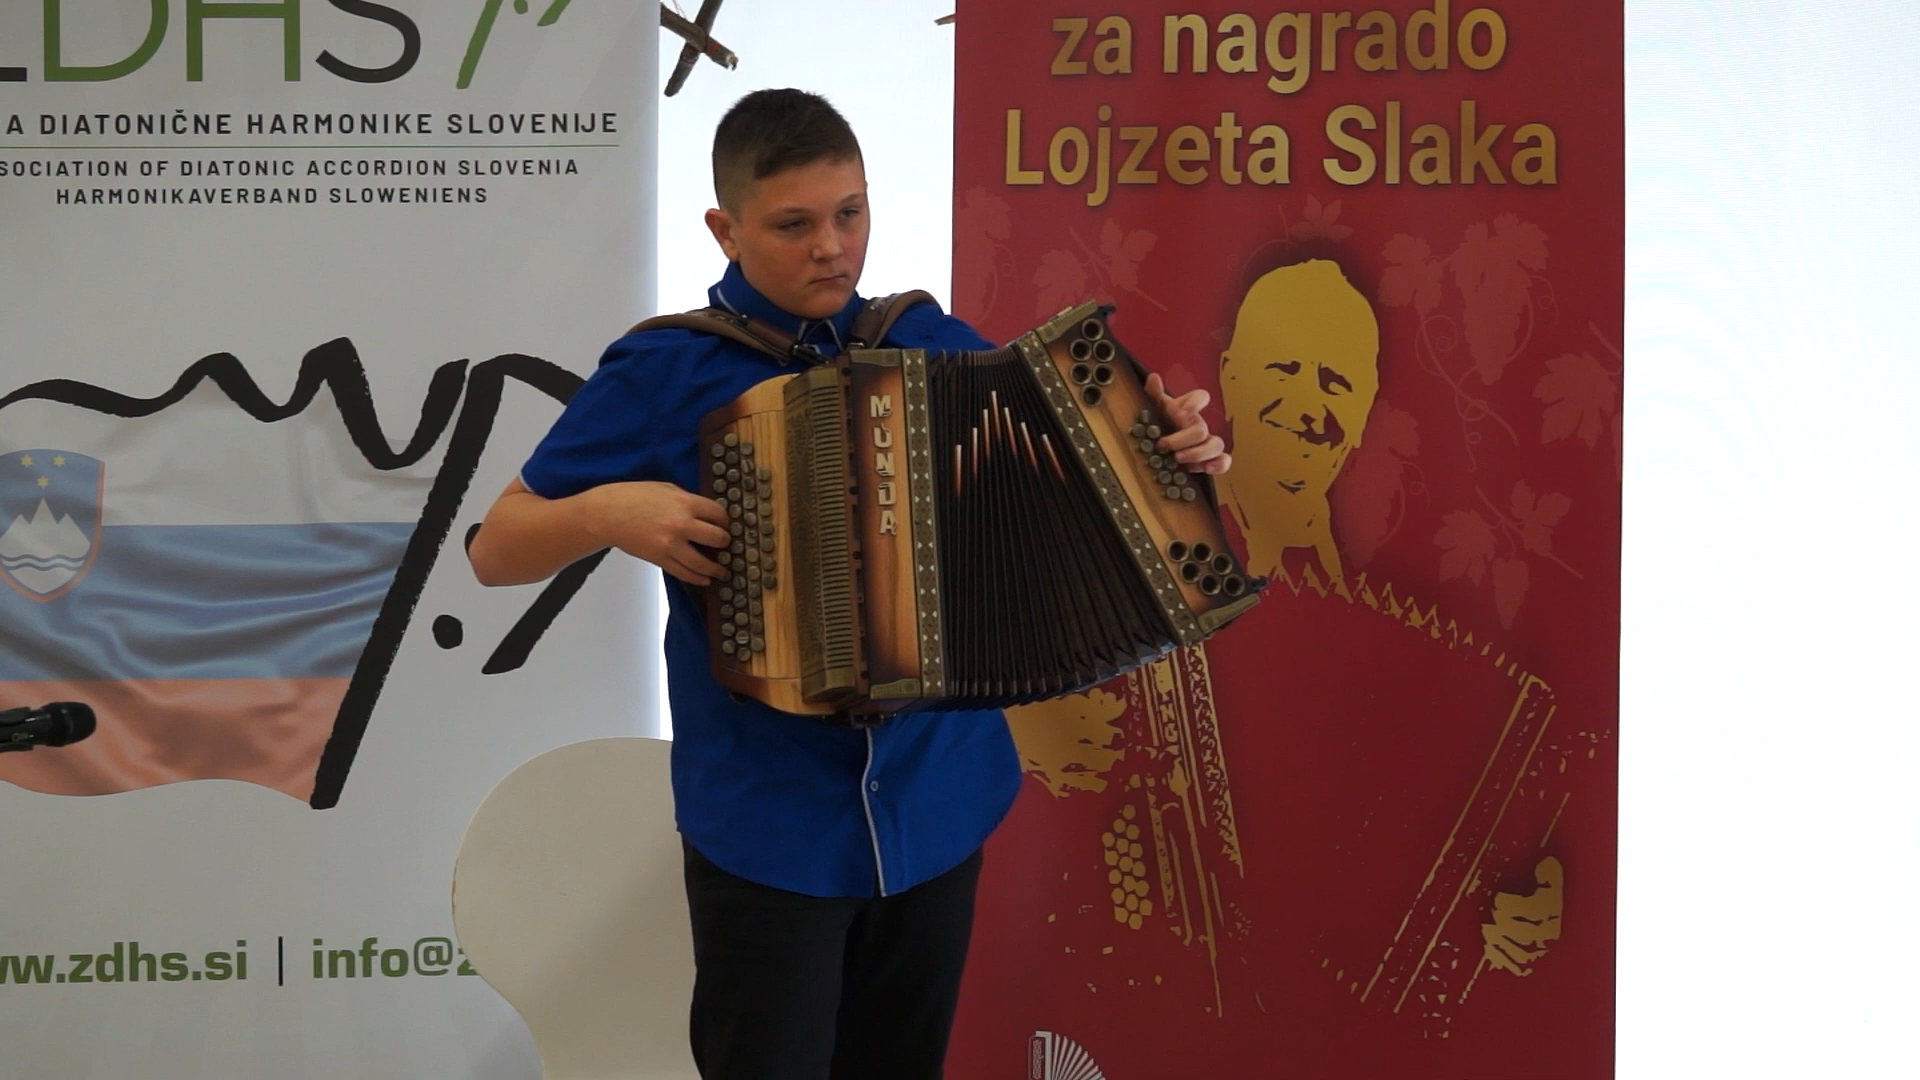 ZDHS
A DIATONIČNE HARMONIKE SLOVENIJE
SOCIATION OF DIATONIC ACCORDION SLOVENIA
HARMONIKAVERBAND SLOWENIENS
ww.zdhs.si | info@z
za nagrado
Lojzeta Slaka
MUNDA